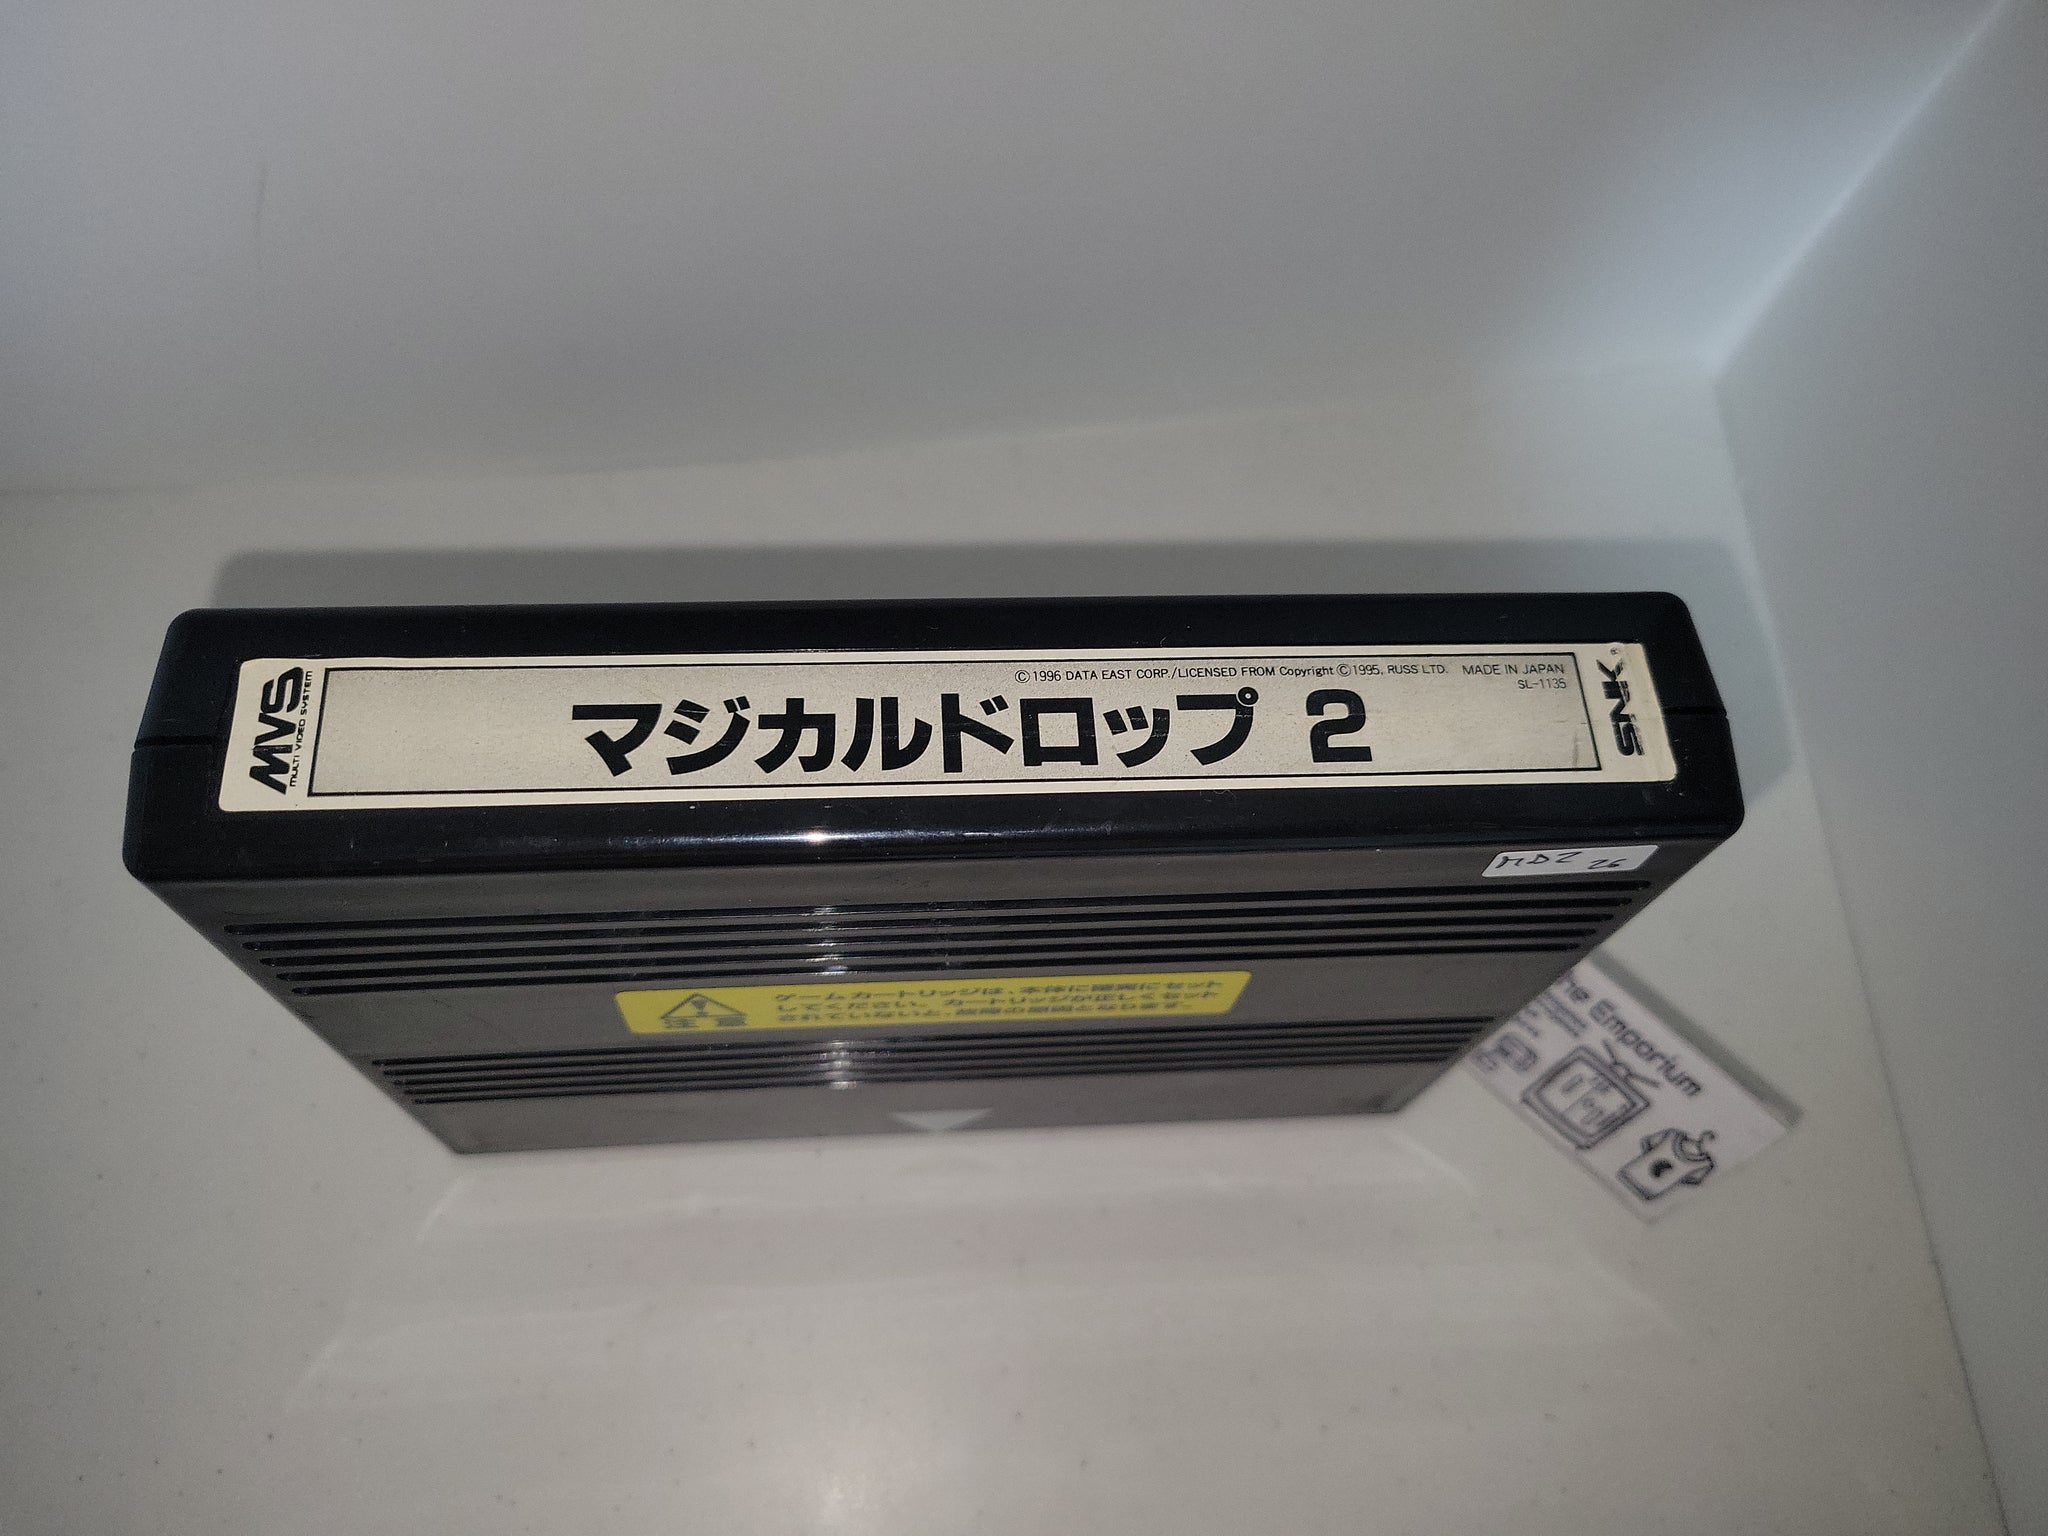 MVS
MULTI VIDEO SYSTEM
©1996 DATA EAST CORP./LICENSED FROM Copyright ©1995, RUSS LTD. MADE IN JAPAN
SL-1135
マジカルドロップ 2
SNK®
MDZ 26
注意
ゲームカートリッジは、本体に確実にセット
してください。カートリッジが正しくセット
されていないと、故障の原因となります。
Emporium